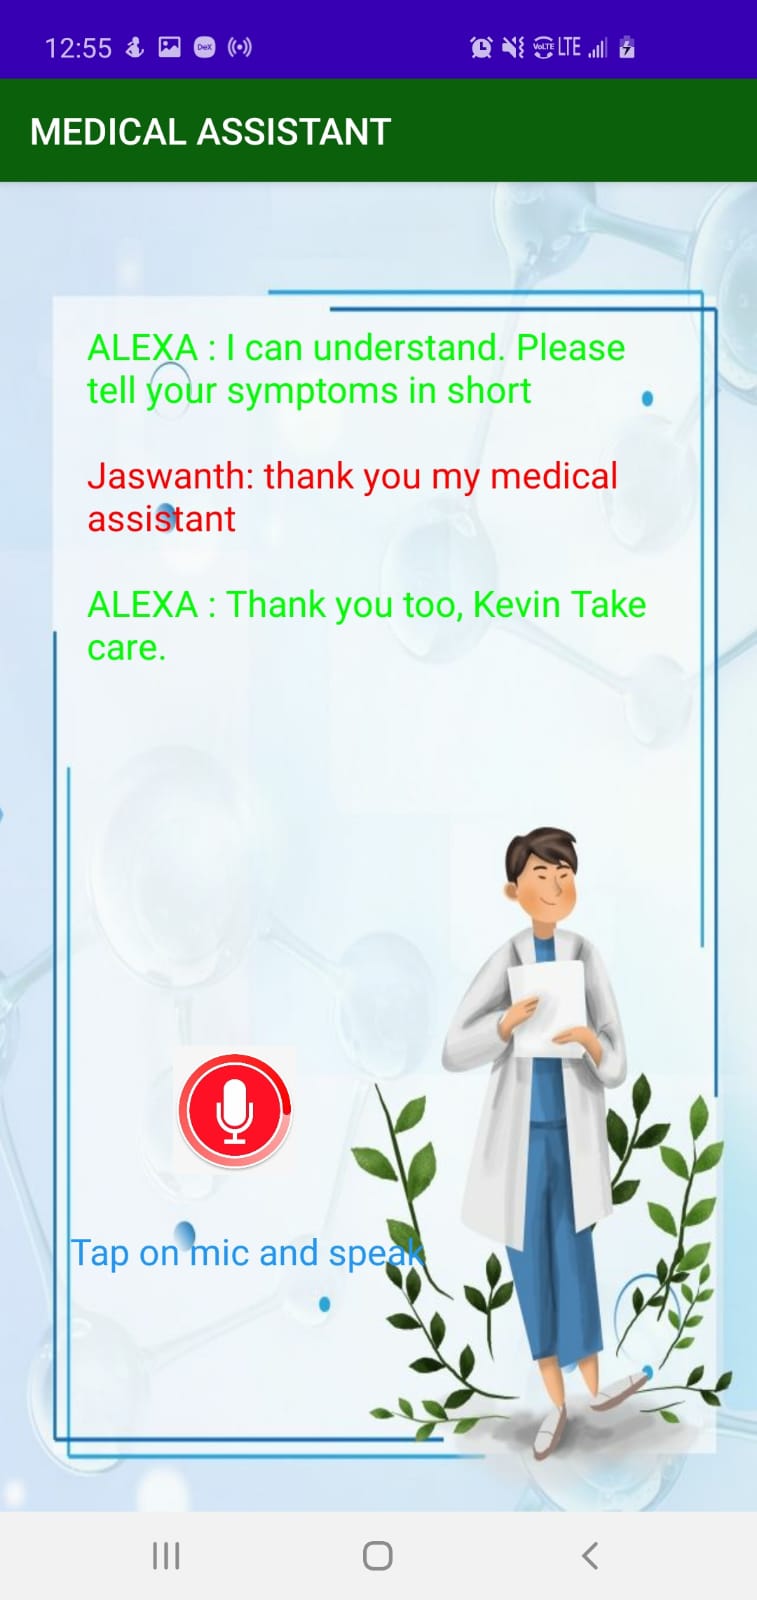 12:55 DeX VoLTE LTE
MEDICAL ASSISTANT
ALEXA : I can understand. Please
tell your symptoms in short
Jaswanth: thank you my medical
assistant
ALEXA : Thank you too, Kevin Take
care.
Tap on mic and speak